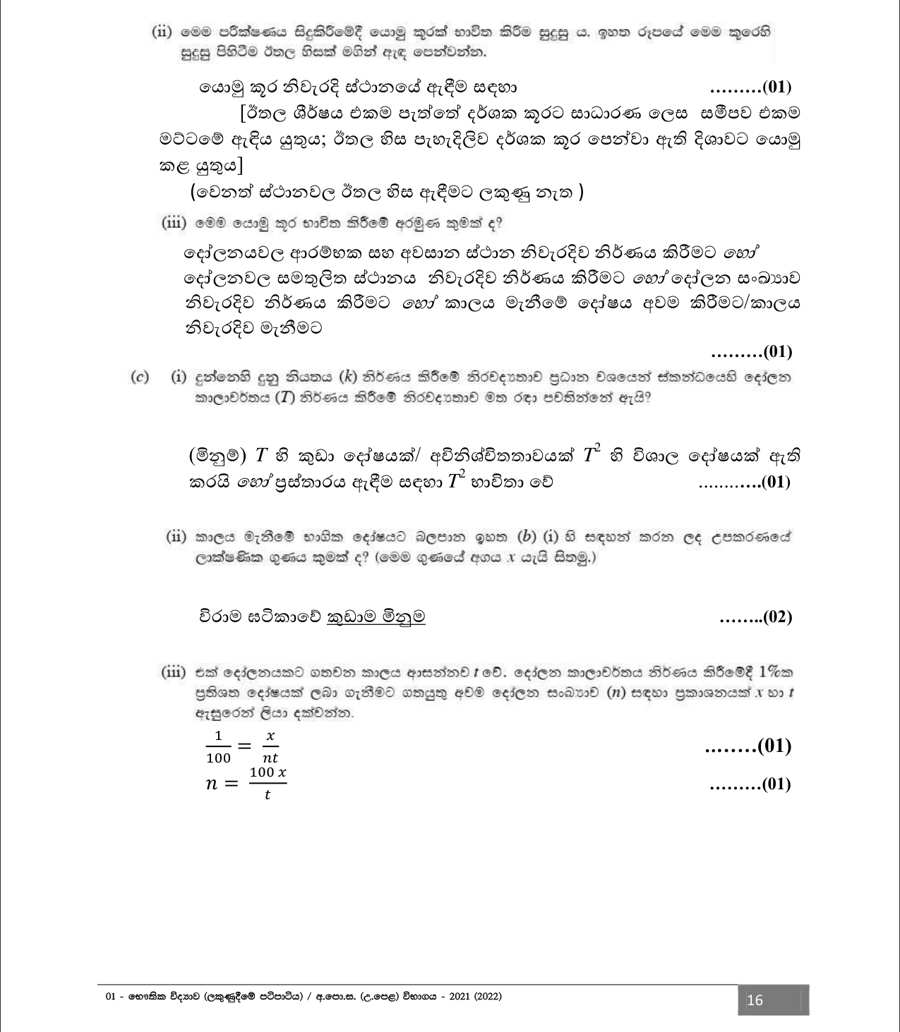 (ii) මෙම පරීක්ෂණය සිදුකිරීමේදී යොමු කූරක් භාවිත කිරීම සුදුසු ය. ඉහත රූපයේ මෙම කූරෙහි
සුදුසු පිහිටීම ඊතල හිසක් මගින් ඇඳ පෙන්වන්න.
යොමු කූර නිවැරදි ස්ථානයේ ඇඳීම සඳහා ………(01)
[ඊතල ශීර්ෂය එකම පැත්තේ දර්ශක කූරට සාධාරණ ලෙස සමීපව එකම
මට්ටමේ ඇඳිය යුතුය; ඊතල හිස පැහැදිලිව දර්ශක කූර පෙන්වා ඇති දිශාවට යොමු
කළ යුතුය]
(වෙනත් ස්ථානවල ඊතල හිස ඇඳීමට ලකුණු නැත )
(iii) මෙම යොමු කූර භාවිත කිරීමේ අරමුණ කුමක් ද?
දෝලනයවල ආරම්භක සහ අවසාන ස්ථාන නිවැරදිව නිර්ණය කිරීමට හෝ
දෝලනවල සමතුලිත ස්ථානය නිවැරදිව නිර්ණය කිරීමට හෝ දෝලන සංඛ්‍යාව
නිවැරදිව නිර්ණය කිරීමට හෝ කාලය මැනීමේ දෝෂය අවම කිරීමට/කාලය
නිවැරදිව මැනීමට
………(01)
(c) (i) දුන්නෙහි දුනු නියතය (k) නිර්ණය කිරීමේ නිරවද්‍යතාව ප්‍රධාන වශයෙන් ස්කන්ධයෙහි දෝලන
කාලාවර්තය (T) නිර්ණය කිරීමේ නිරවද්‍යතාව මත රඳා පවතින්නේ ඇයි?
(මිනුම්) T හි කුඩා දෝෂයක්/ අවිනිශ්චිතතාවයක් T² හි විශාල දෝෂයක් ඇති
කරයි හෝ ප්‍රස්තාරය ඇඳීම සඳහා T² භාවිතා වේ ………….(01)
(ii) කාලය මැනීමේ භාගික දෝෂයට බලපාන ඉහත (b) (i) හි සඳහන් කරන ලද උපකරණයේ
ලාක්ෂණික ගුණය කුමක් ද? (මෙම ගුණයේ අගය x යැයි සිතමු.)
විරාම ඝටිකාවේ කුඩාම මිනුම ……..(02)
(iii) එක් දෝලනයකට ගතවන කාලය ආසන්නව t වේ. දෝලන කාලාවර්තය නිර්ණය කිරීමේදී 1%ක
ප්‍රතිශත දෝෂයක් ලබා ගැනීමට ගතයුතු අවම දෝලන සංඛ්‍යාව (n) සඳහා ප්‍රකාශනයක් x හා t
ඇසුරෙන් ලියා දක්වන්න.
1/100 = x/nt ……..(01)
n = 100 x/t ………(01)
01 - භෞතික විද්‍යාව (ලකුණුදීමේ පටිපාටිය) / අ.පො.ස. (උ.පෙළ) විභාගය - 2021 (2022) 16